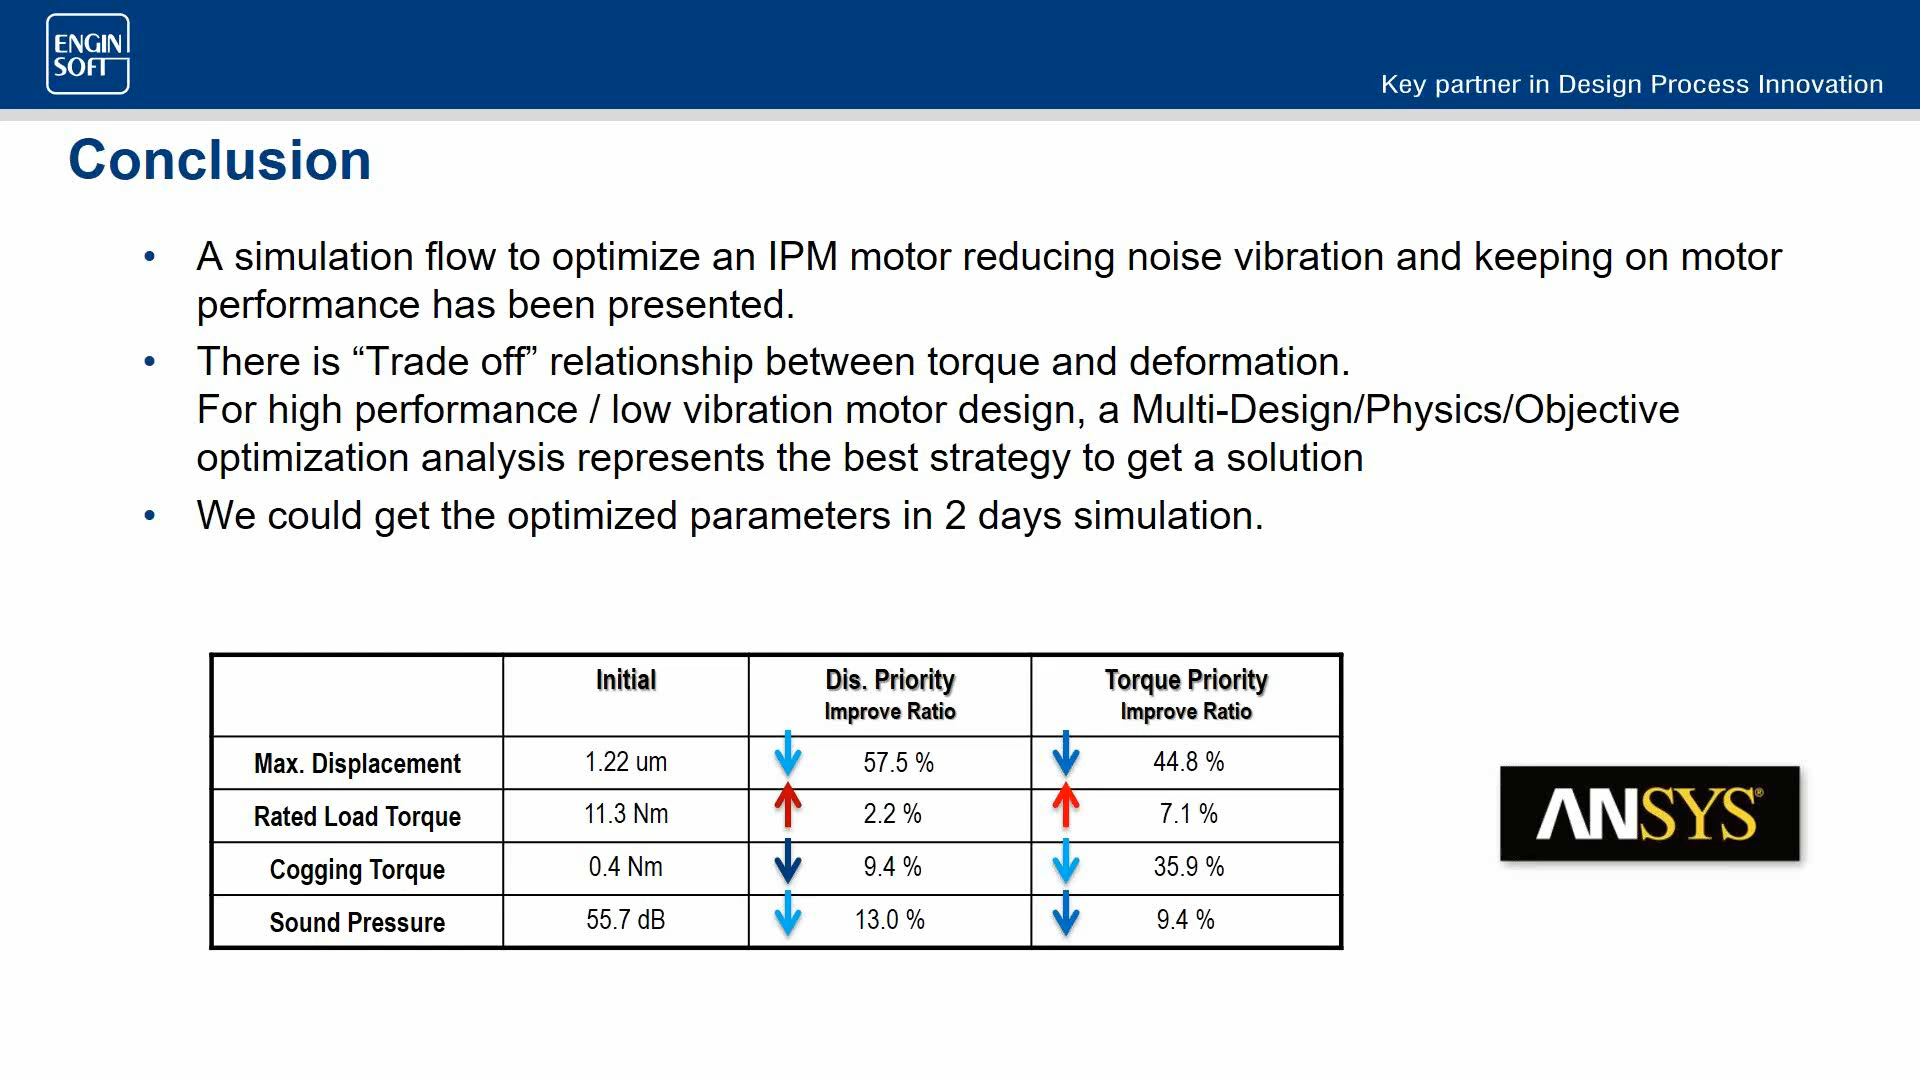 ENGIN
SOFT
Key partner in Design Process Innovation
Conclusion
• A simulation flow to optimize an IPM motor reducing noise vibration and keeping on motor
performance has been presented.
• There is “Trade off” relationship between torque and deformation.
For high performance / low vibration motor design, a Multi-Design/Physics/Objective
optimization analysis represents the best strategy to get a solution
• We could get the optimized parameters in 2 days simulation.
Initial Dis. Priority Torque Priority
Improve Ratio Improve Ratio
Max. Displacement 1.22 um ↓ 57.5 % ↓ 44.8 %
Rated Load Torque 11.3 Nm ↑ 2.2 % ↑ 7.1 %
Cogging Torque 0.4 Nm ↓ 9.4 % ↓ 35.9 %
Sound Pressure 55.7 dB ↓ 13.0 % ↓ 9.4 %
ANSYS®